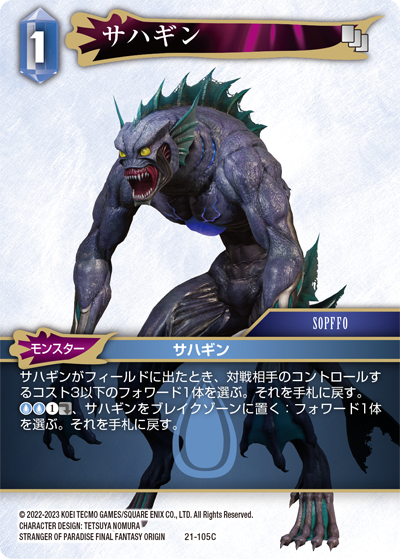 1
サハギン
SOPFFO
モンスター
サハギン
サハギンがフィールドに出たとき、対戦相手のコントロールす
るコスト3以下のフォワード1体を選ぶ。それを手札に戻す。
1、サハギンをブレイクゾーンに置く：フォワード1体
を選ぶ。それを手札に戻す。
© 2022-2023 KOEI TECMO GAMES/SQUARE ENIX CO., LTD. All Rights Reserved.
CHARACTER DESIGN: TETSUYA NOMURA
STRANGER OF PARADISE FINAL FANTASY ORIGIN
21-105C